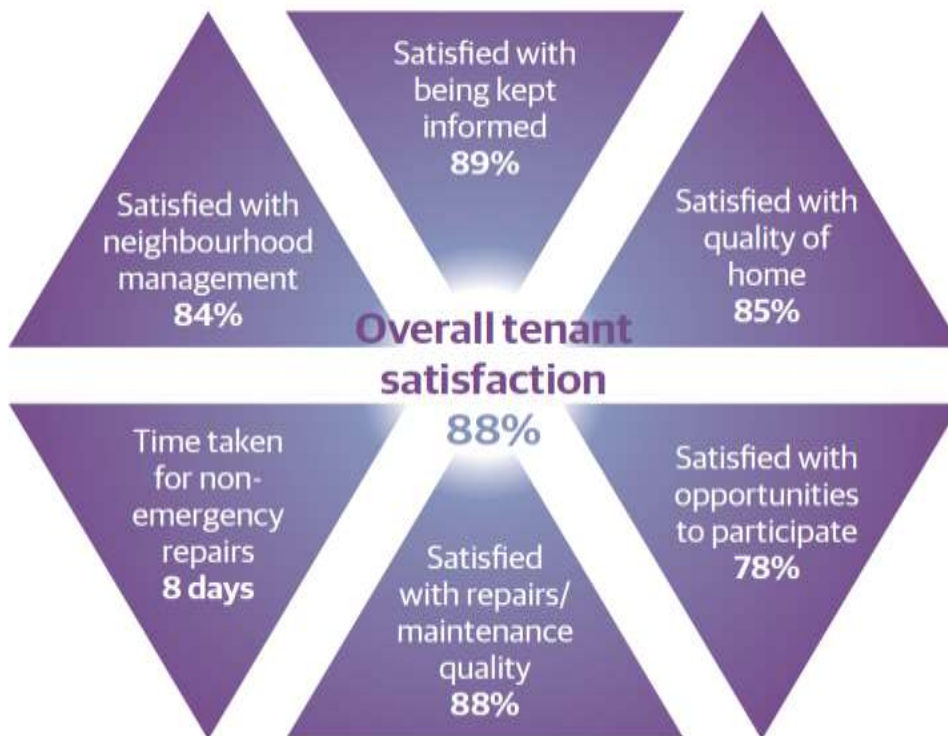 Satisfied with
being kept
informed
89%
Satisfied with
neighbourhood
management
84%
Satisfied with
quality of
home
85%
Overall tenant
satisfaction
88%
Time taken
for non-
emergency
repairs
8 days
Satisfied
with repairs/
maintenance
quality
88%
Satisfied with
opportunities
to participate
78%